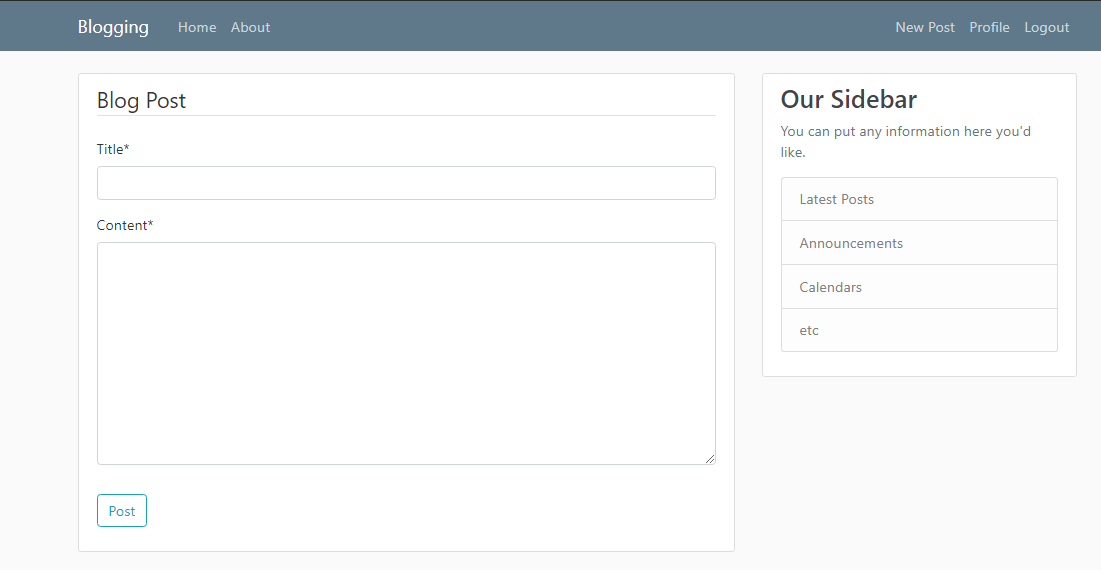 Blogging Home About New Post Profile Logout
Blog Post
Title*
Content*
Post
Our Sidebar
You can put any information here you'd
like.
Latest Posts
Announcements
Calendars
etc